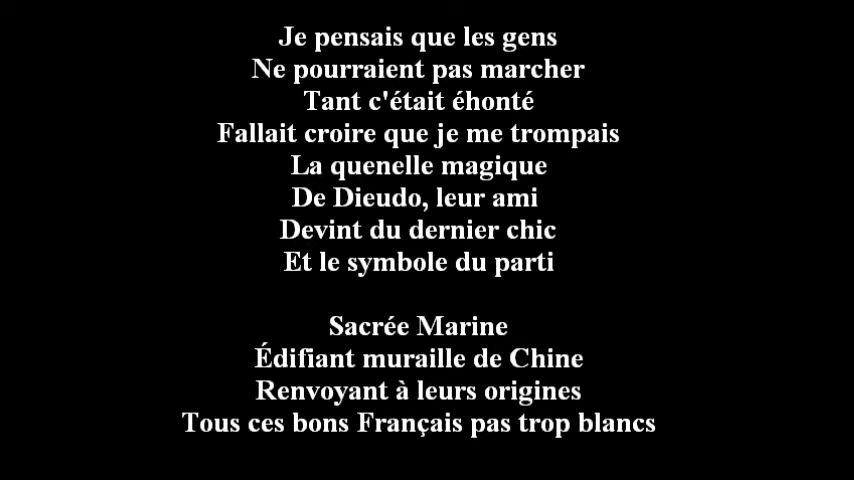 Je pensais que les gens
Ne pourraient pas marcher
Tant c'était éhonté
Fallait croire que je me trompais
La quenelle magique
De Dieudo, leur ami
Devint du dernier chic
Et le symbole du parti
Sacrée Marine
Édifiant muraille de Chine
Renvoyant à leurs origines
Tous ces bons Français pas trop blancs